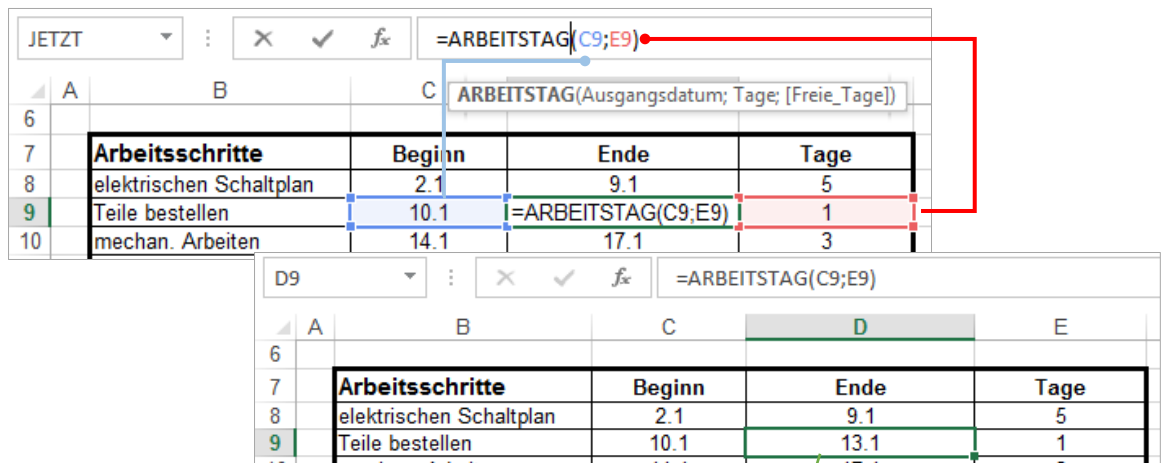 JETZT =ARBEITSTAG(C9;E9)
A B C ARBEITSTAG(Ausgangsdatum; Tage; [Freie_Tage])
6
7 Arbeitsschritte Beginn Ende Tage
8 elektrischen Schaltplan 2.1 9.1 5
9 Teile bestellen 10.1 =ARBEITSTAG(C9;E9) 1
10 mechan. Arbeiten 14.1 17.1 3
D9 fx =ARBEITSTAG(C9;E9)
A B C D E
6
7 Arbeitsschritte Beginn Ende Tage
8 elektrischen Schaltplan 2.1 9.1 5
9 Teile bestellen 10.1 13.1 1